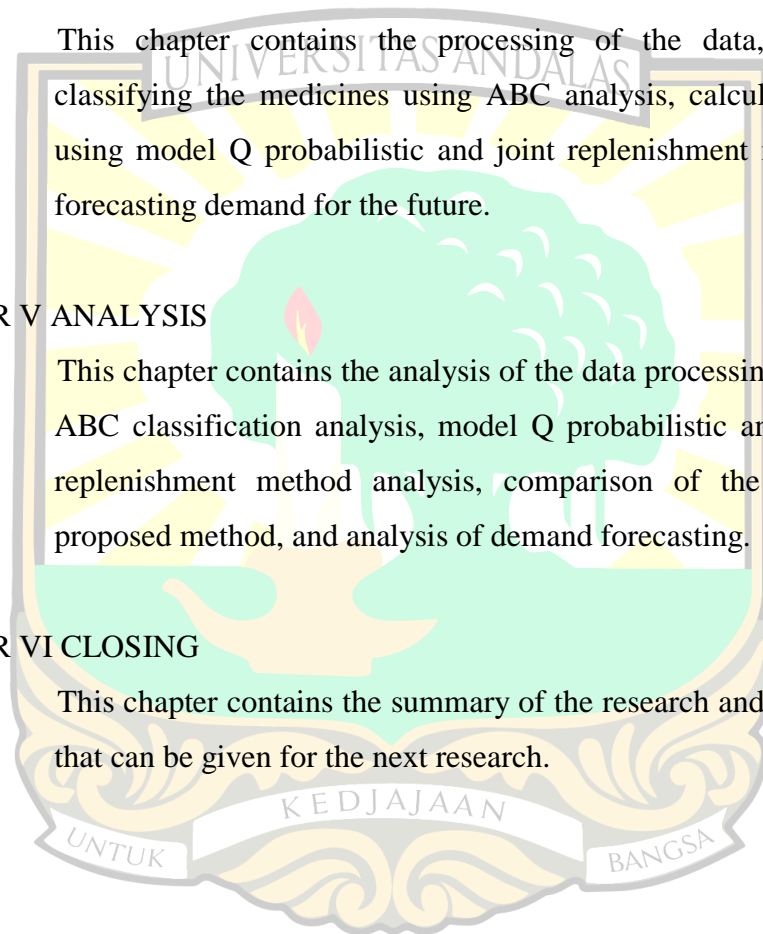 This chapter contains the processing of the data,
UNIVERSITAS ANDALAS
classifying the medicines using ABC analysis,
using model Q probabilistic and joint replenishment
forecasting demand for the future.
R V ANALYSIS
This chapter contains the analysis of the data
ABC classification analysis, model Q probabilistic
replenishment method analysis, comparison of the
proposed method, and analysis of demand forecasting.
R VI CLOSING
This chapter contains the summary of the research and
that can be given for the next research.
KEDJAJAAN
UNTUK
BANGSA